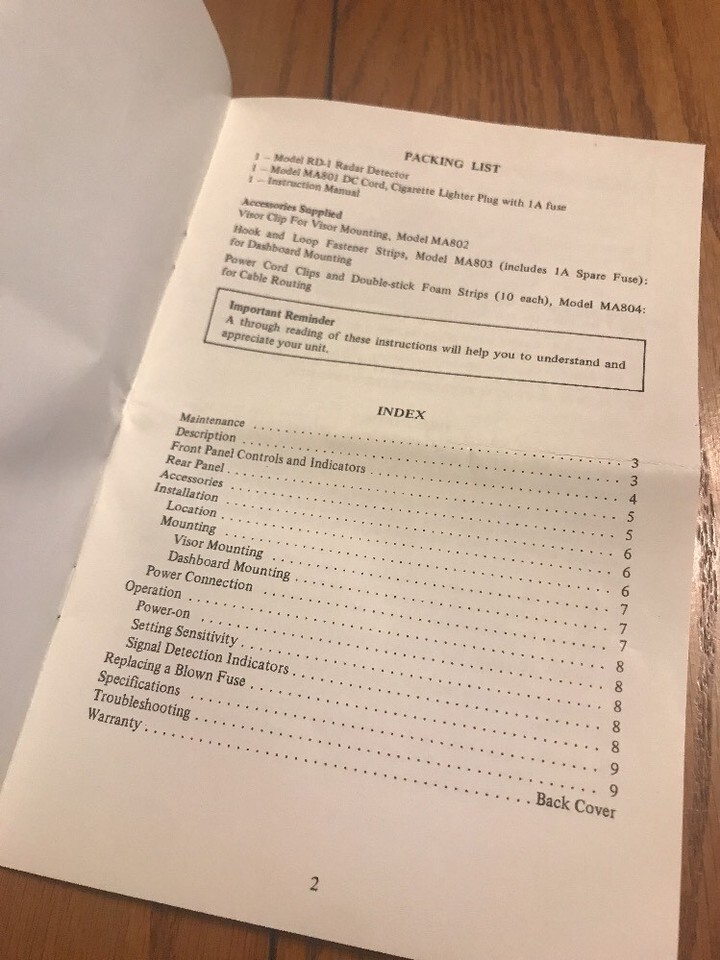 PACKING LIST
1 – Model RD-1 Radar Detector
1 – Model MA801 DC Cord, Cigarette Lighter Plug with 1A fuse
1 – Instruction Manual
Accessories Supplied
Visor Clip For Visor Mounting, Model MA802
Hook and Loop Fastener Strips, Model MA803 (includes 1A Spare Fuse):
for Dashboard Mounting
Power Cord Clips and Double-stick Foam Strips (10 each), Model MA804:
for Cable Routing
Important Reminder
A through reading of these instructions will help you to understand and
appreciate your unit.
INDEX
Maintenance . . . . . . . . . . 3
Description . . . . . . . . . . 3
Front Panel Controls and Indicators . . . . . . . . . . 4
Rear Panel . . . . . . . . . . 5
Accessories . . . . . . . . . . 5
Installation . . . . . . . . . . 6
Location . . . . . . . . . . 6
Mounting . . . . . . . . . . 6
Visor Mounting . . . . . . . . . . 7
Dashboard Mounting . . . . . . . . . . 7
Power Connection . . . . . . . . . . 7
Operation . . . . . . . . . . 8
Power-on . . . . . . . . . . 8
Setting Sensitivity . . . . . . . . . . 8
Signal Detection Indicators . . . . . . . . . . 8
Replacing a Blown Fuse . . . . . . . . . . 8
Specifications . . . . . . . . . . 9
Troubleshooting . . . . . . . . . . 9
Warranty . . . . . . . . . . Back Cover
2